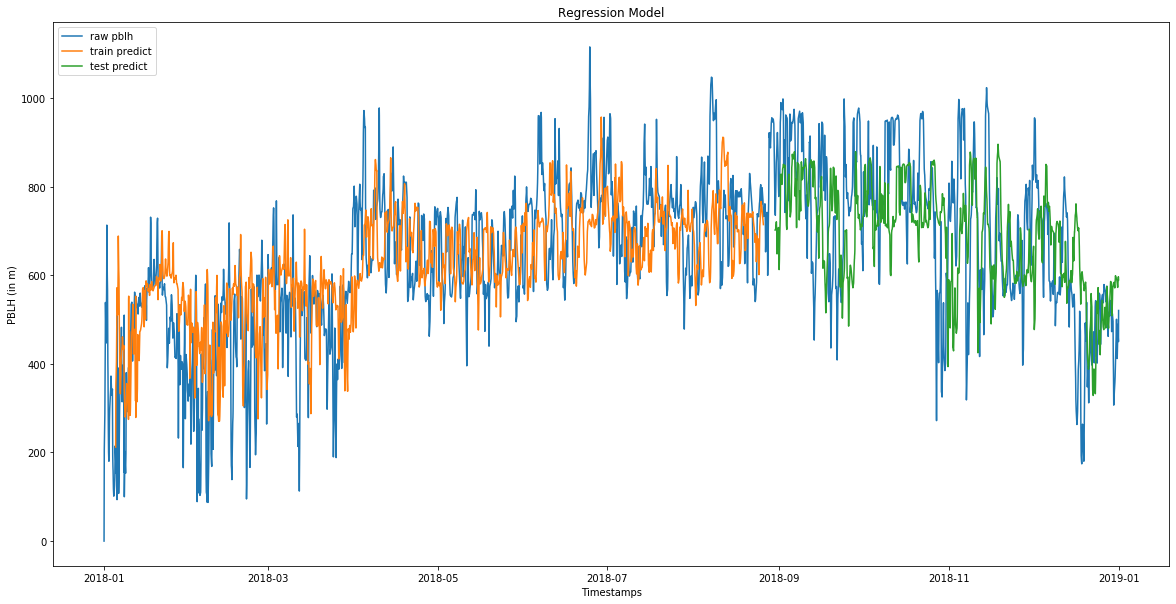 Regression Model
raw pblh
train predict
test predict
PBLH (in m)
1000
800
600
400
200
0
2018-01 2018-03 2018-05 2018-07 2018-09 2018-11 2019-01
Timestamps